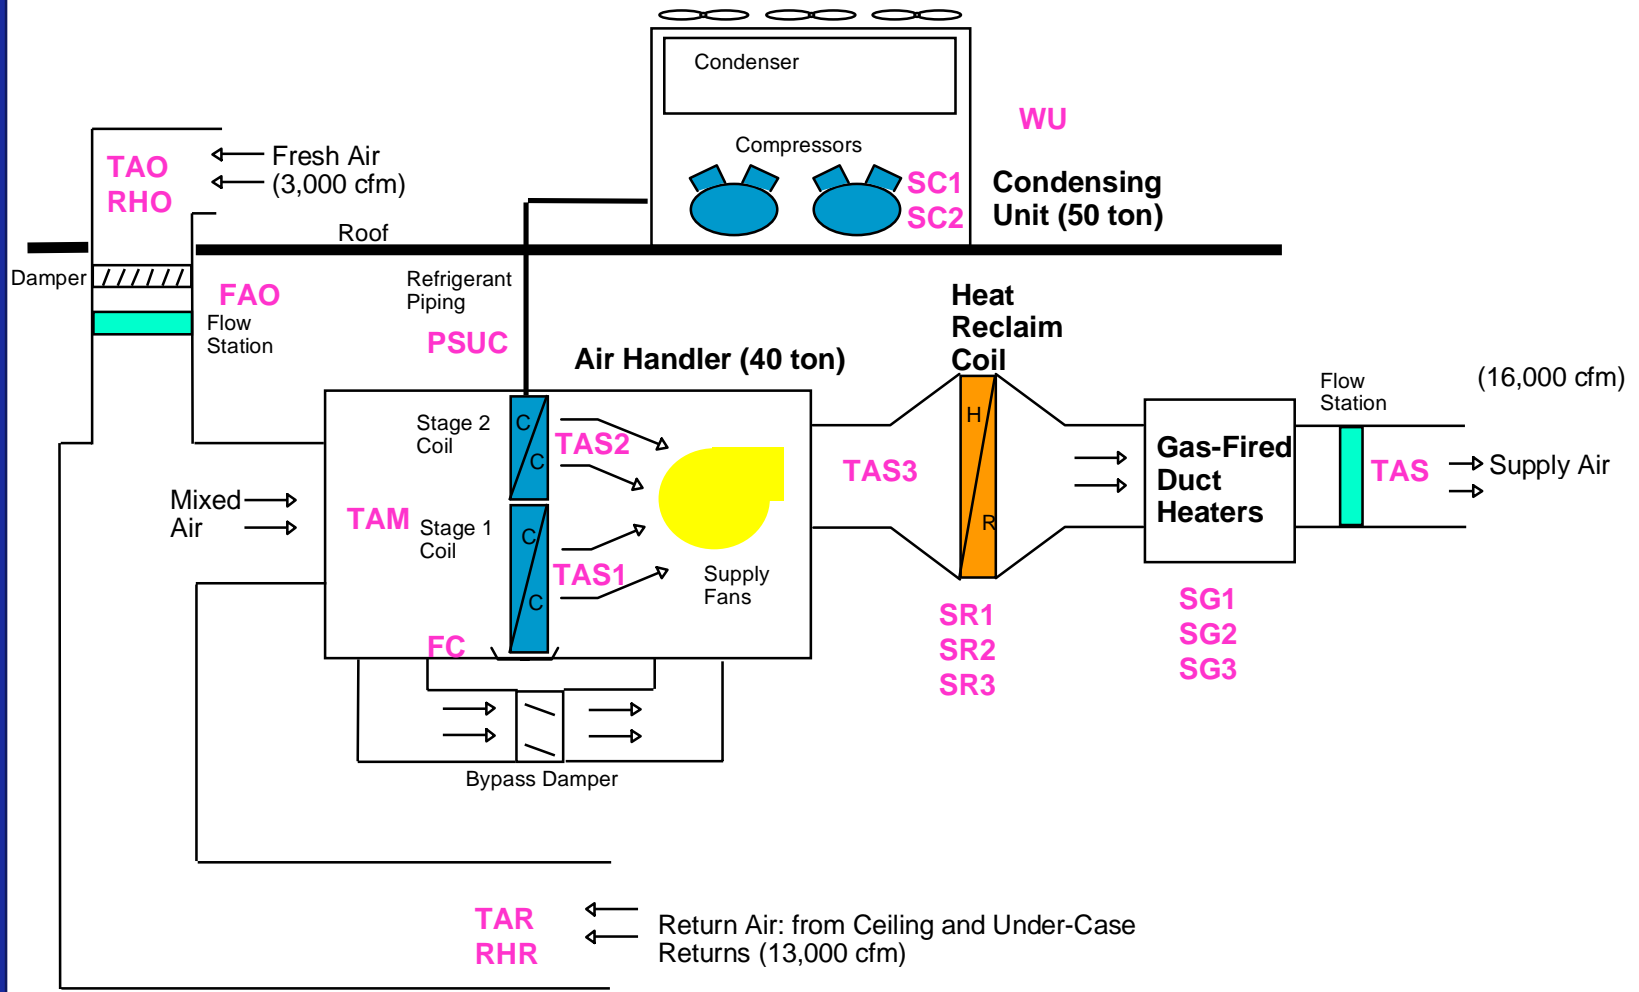 Condenser
WU
Compressors
TAO
RHO
Fresh Air
(3,000 cfm)
SC1
SC2
Condensing
Unit (50 ton)
Roof
Damper
FAO
Flow
Station
Refrigerant
Piping
PSUC
Heat
Reclaim
Coil
Air Handler (40 ton)
Flow
Station
(16,000 cfm)
Stage 2
Coil
C
C
TAS2
H
R
TAS3
Gas-Fired
Duct
Heaters
TAS
Supply Air
Mixed
Air
TAM
Stage 1
Coil
C
C
TAS1
Supply
Fans
FC
SR1
SR2
SR3
SG1
SG2
SG3
Bypass Damper
TAR
RHR
Return Air: from Ceiling and Under-Case
Returns (13,000 cfm)